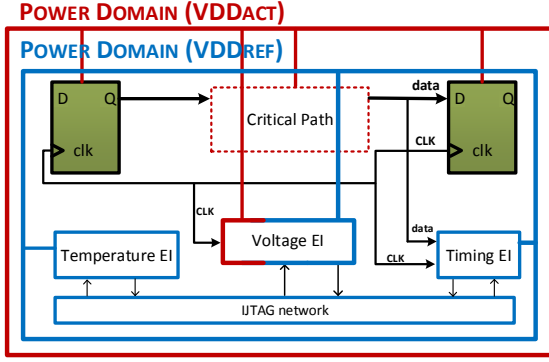 POWER DOMAIN (VDDACT)
POWER DOMAIN (VDDREF)
D Q
clk
Critical Path
data
D Q
clk
CLK
CLK
data
CLK
Temperature EI
Voltage EI
Timing EI
IJTAG network